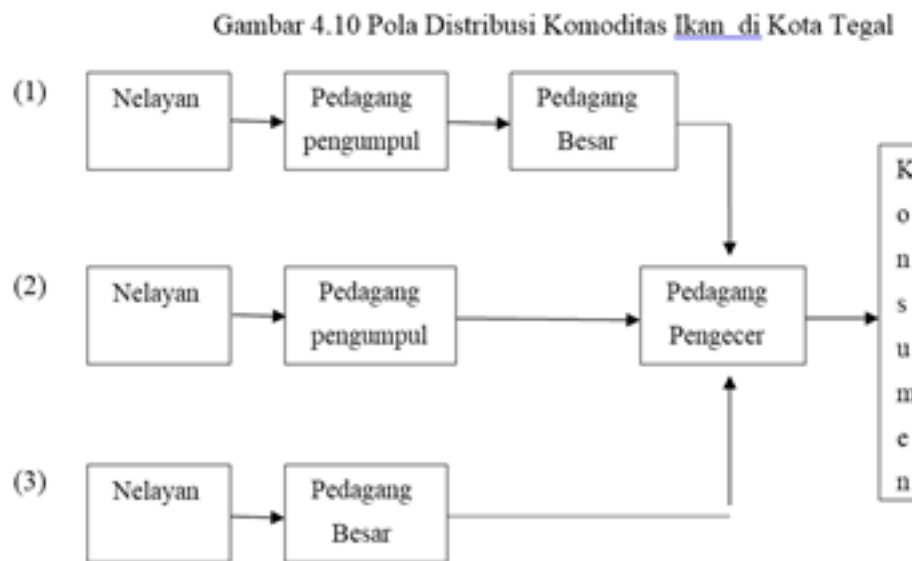 Gambar 4.10 Pola Distribusi Komoditas Ikan di Kota Tegal
(1)
Nelayan
Pedagang
pengumpul
Pedagang
Besar
(2)
Nelayan
Pedagang
pengumpul
Pedagang
Pengecer
(3)
Nelayan
Pedagang
Besar
K
o
n
s
u
m
e
n